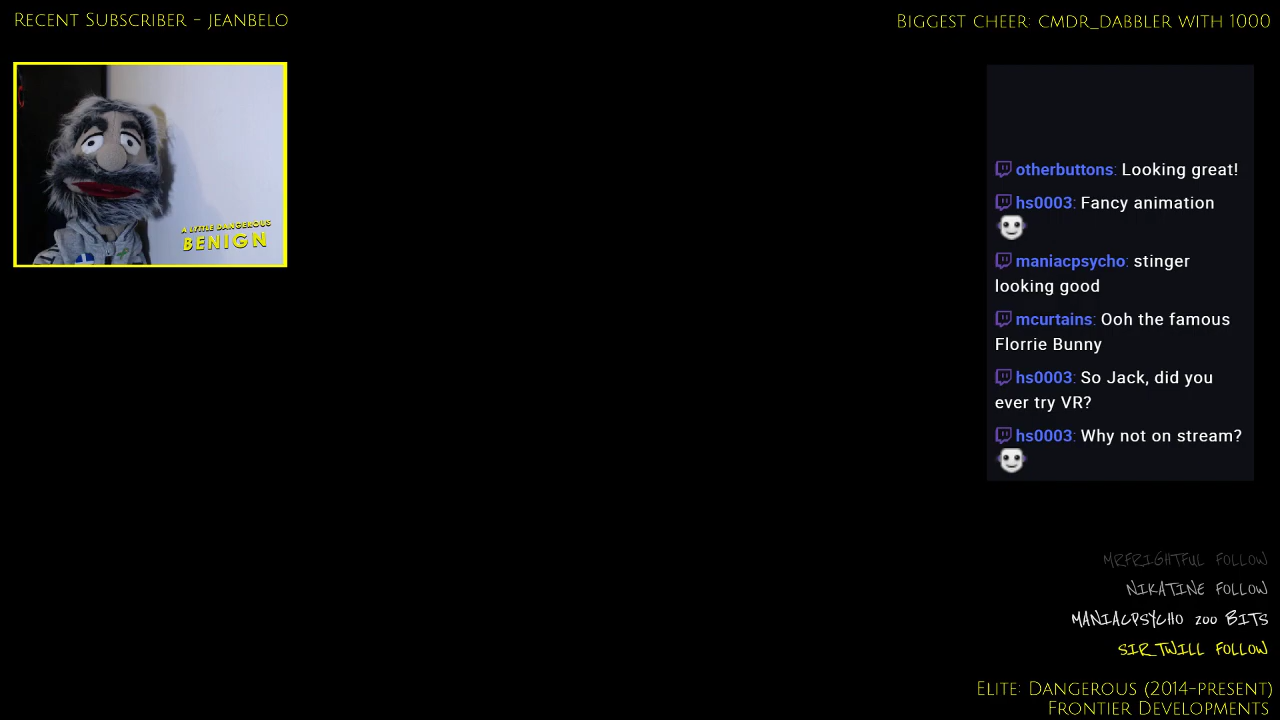 Recent Subscriber - jeanbelo
Biggest cheer: cmdr_dabbler with 1000
A LYTTLE DANGEROUS
BENIGN
otherbuttons: Looking great!
hs0003: Fancy animation
maniacpsycho: stinger
looking good
mcurtains: Ooh the famous
Florrie Bunny
hs0003: So Jack, did you
ever try VR?
hs0003: Why not on stream?
MRFRIGHTFUL FOLLOW
NIKATINE FOLLOW
MANIACPSYCHO 200 BITS
SIR_TWILL FOLLOW
Elite: Dangerous (2014-present)
Frontier Developments